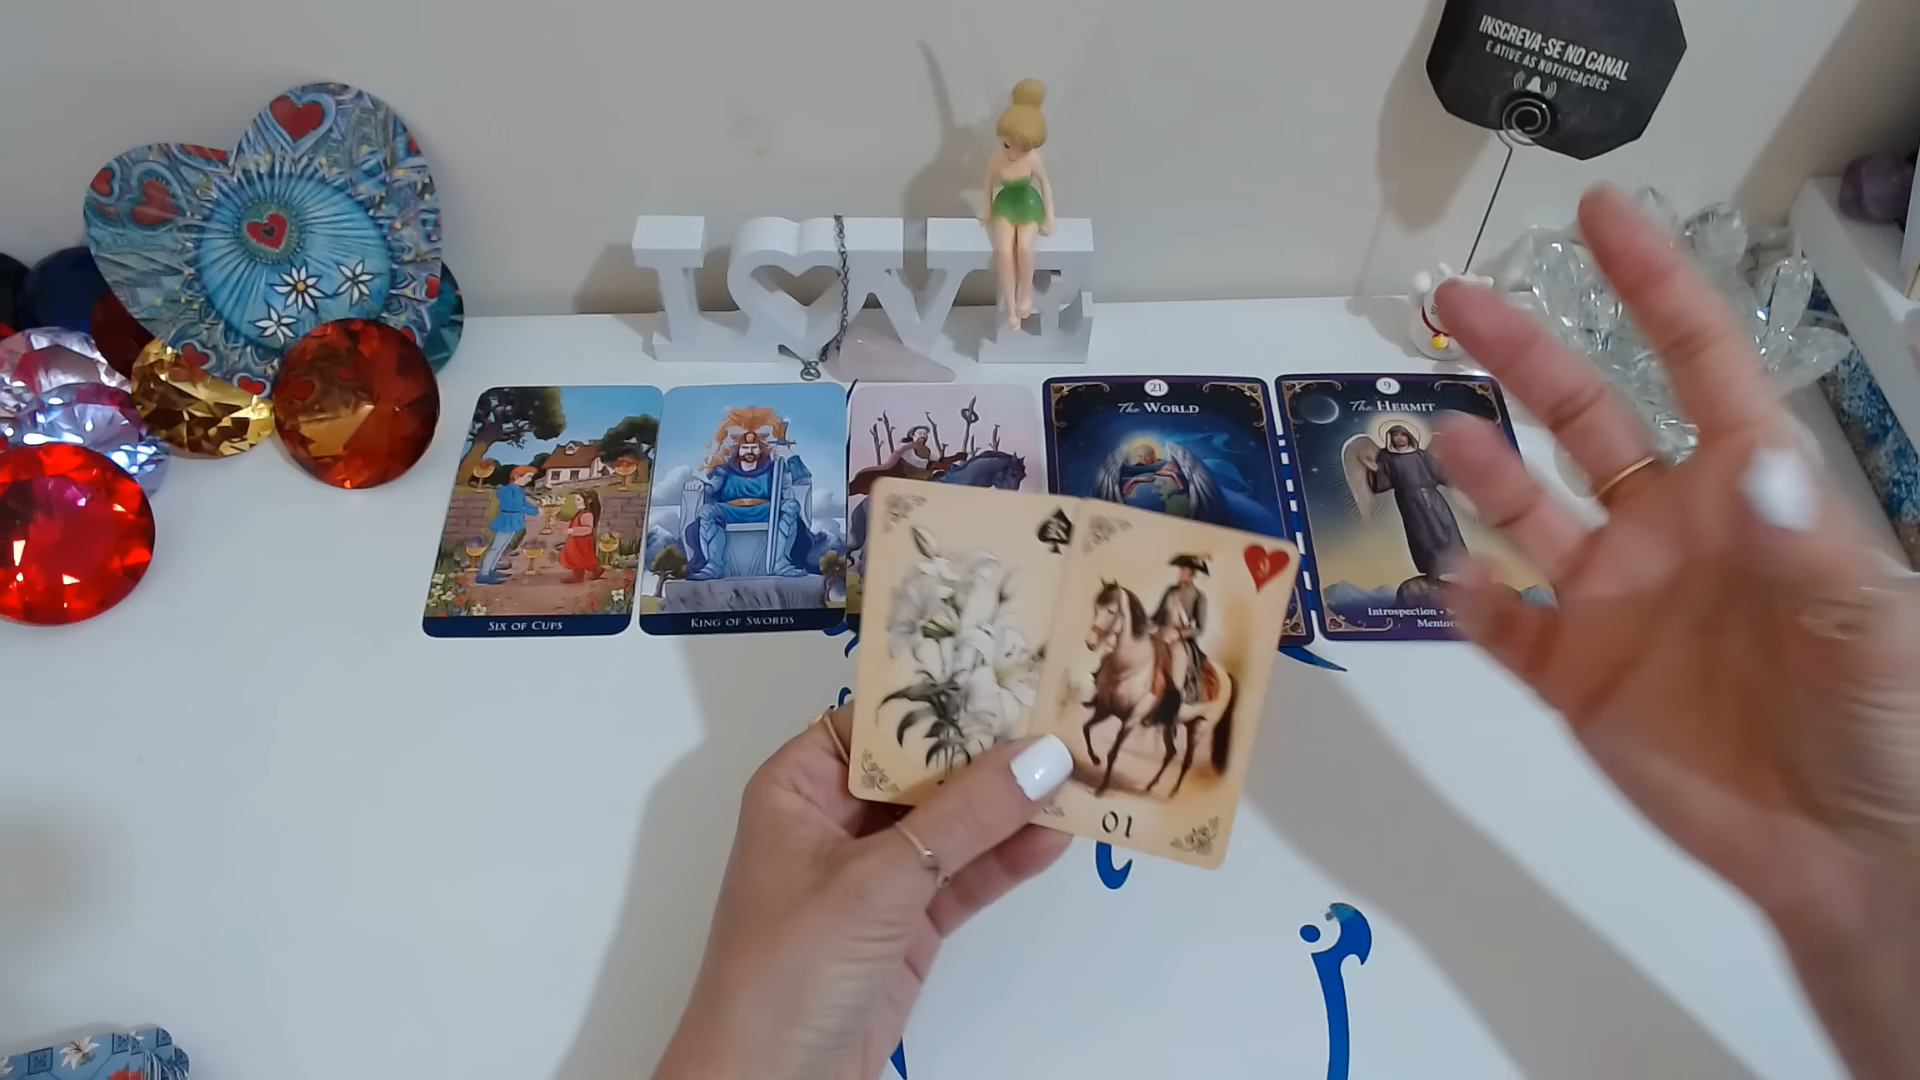 INSCREVA-SE NO CANAL
E ATIVE AS NOTIFICAÇÕES
LOVE
21
The WORLD
9
The HERMIT
SIX OF CUPS
KING OF SWORDS
Introspection •
Mentor
10